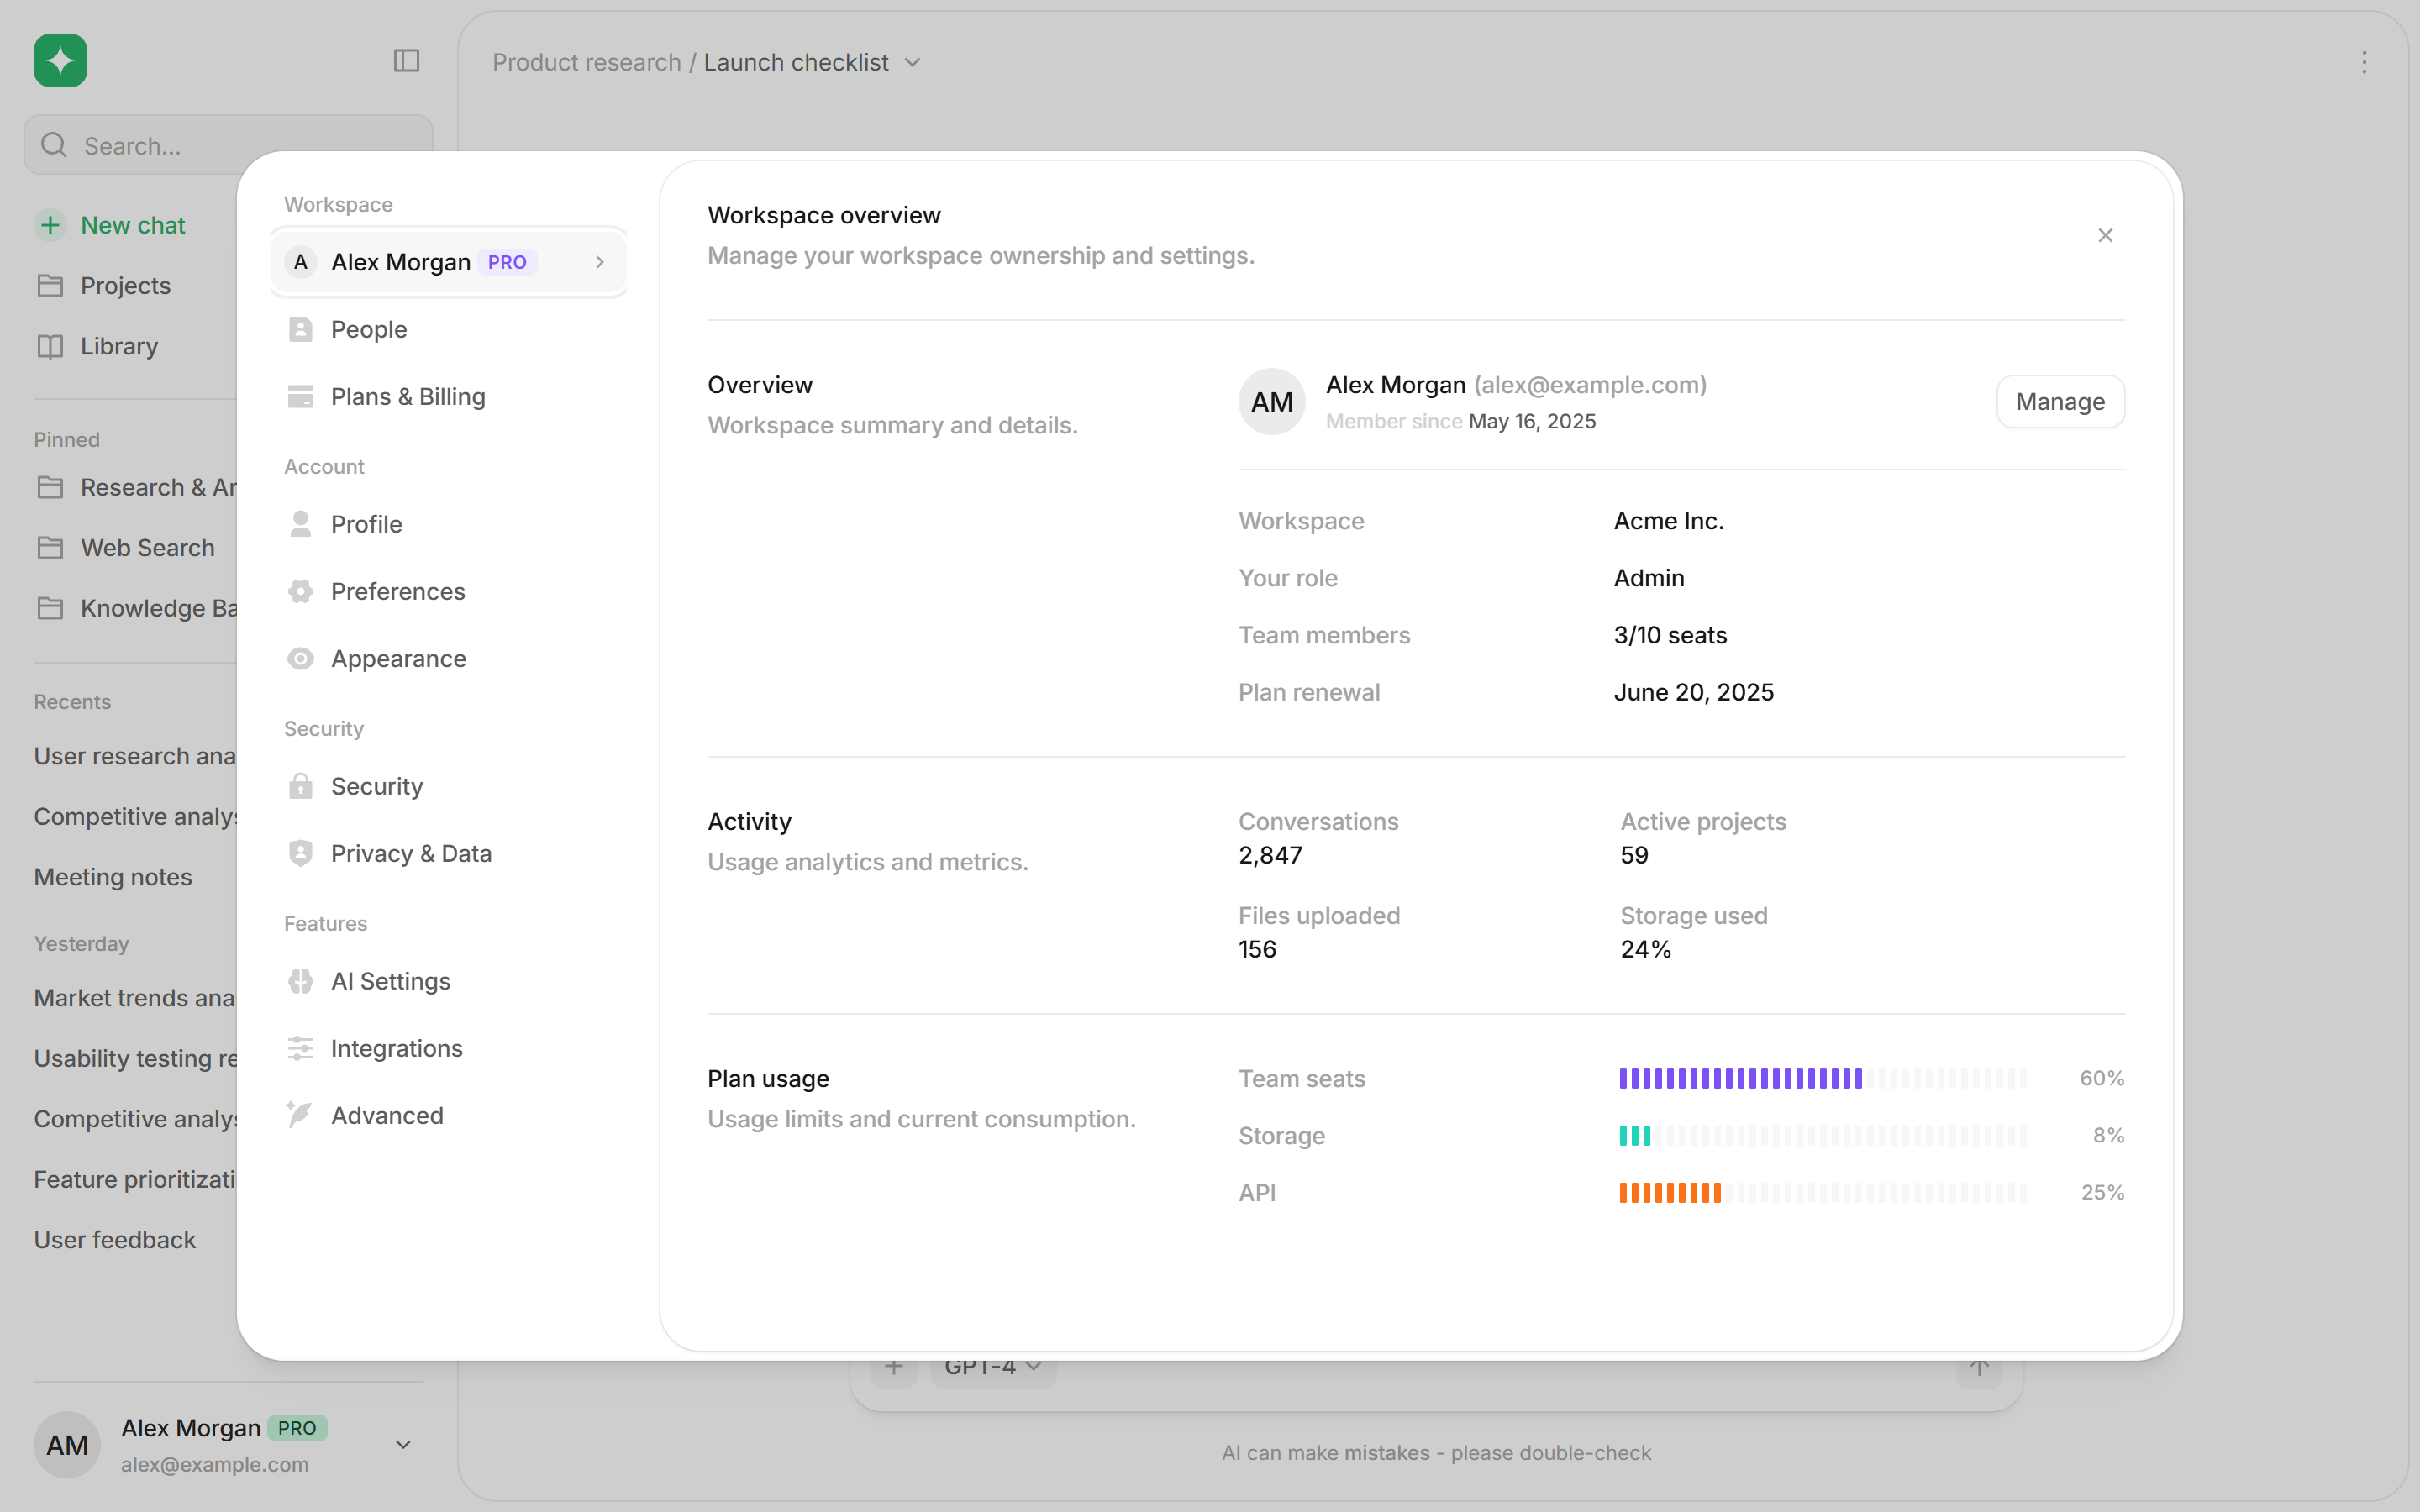 Product research / Launch checklist
Search...
New chat
Projects
Library
Pinned
Research & Ar
Web Search
Knowledge Ba
Recents
User research ana
Competitive analys
Meeting notes
Yesterday
Market trends ana
Usability testing re
Competitive analys
Feature prioritizati
User feedback
AM
Alex Morgan PRO
alex@example.com
Workspace
A Alex Morgan PRO
People
Plans & Billing
Account
Profile
Preferences
Appearance
Security
Security
Privacy & Data
Features
AI Settings
Integrations
Advanced
Workspace overview
Manage your workspace ownership and settings.
Overview
Workspace summary and details.
AM
Alex Morgan (alex@example.com)
Member since May 16, 2025
Manage
Workspace Acme Inc.
Your role Admin
Team members 3/10 seats
Plan renewal June 20, 2025
Activity
Usage analytics and metrics.
Conversations
2,847
Active projects
59
Files uploaded
156
Storage used
24%
Plan usage
Usage limits and current consumption.
Team seats 60%
Storage 8%
API 25%
GPT-4
AI can make mistakes - please double-check